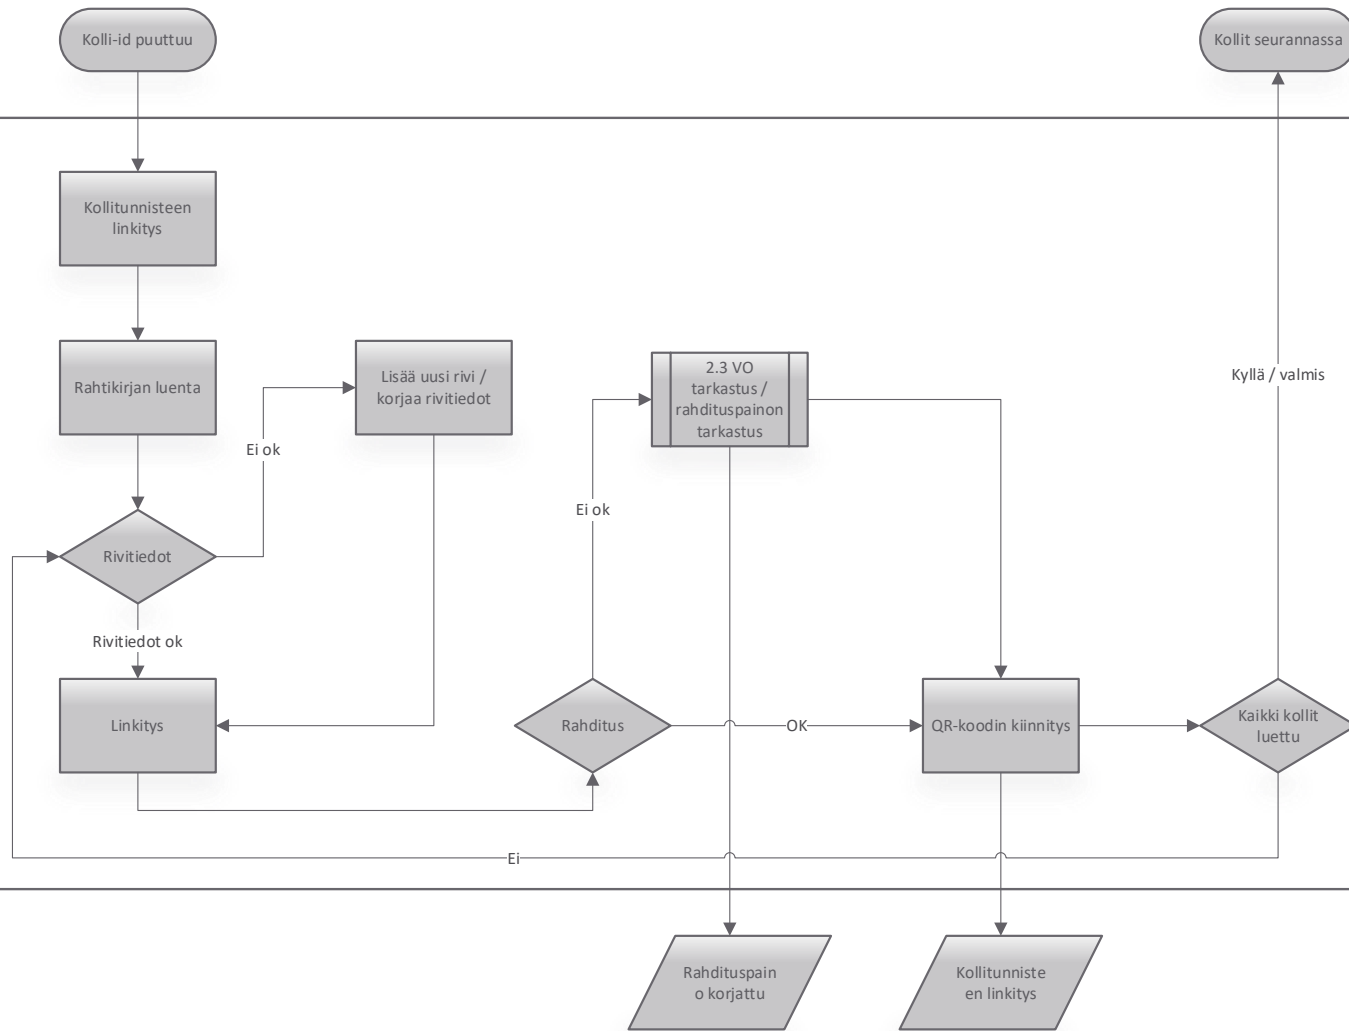 Kolli-id puuttuu
Kollit seurannassa
Kollitunnisteen
linkitys
Rahtikirjan luenta
Lisää uusi rivi /
korjaa rivitiedot
2.3 VO
tarkastus /
rahdituspainon
tarkastus
Kyllä / valmis
Ei ok
Ei ok
Rivitiedot
Rivitiedot ok
Linkitys
Rahditus
OK
QR-koodin kiinnitys
Kaikki kollit
luettu
Ei
Rahdituspain
o korjattu
Kollitunniste
en linkitys